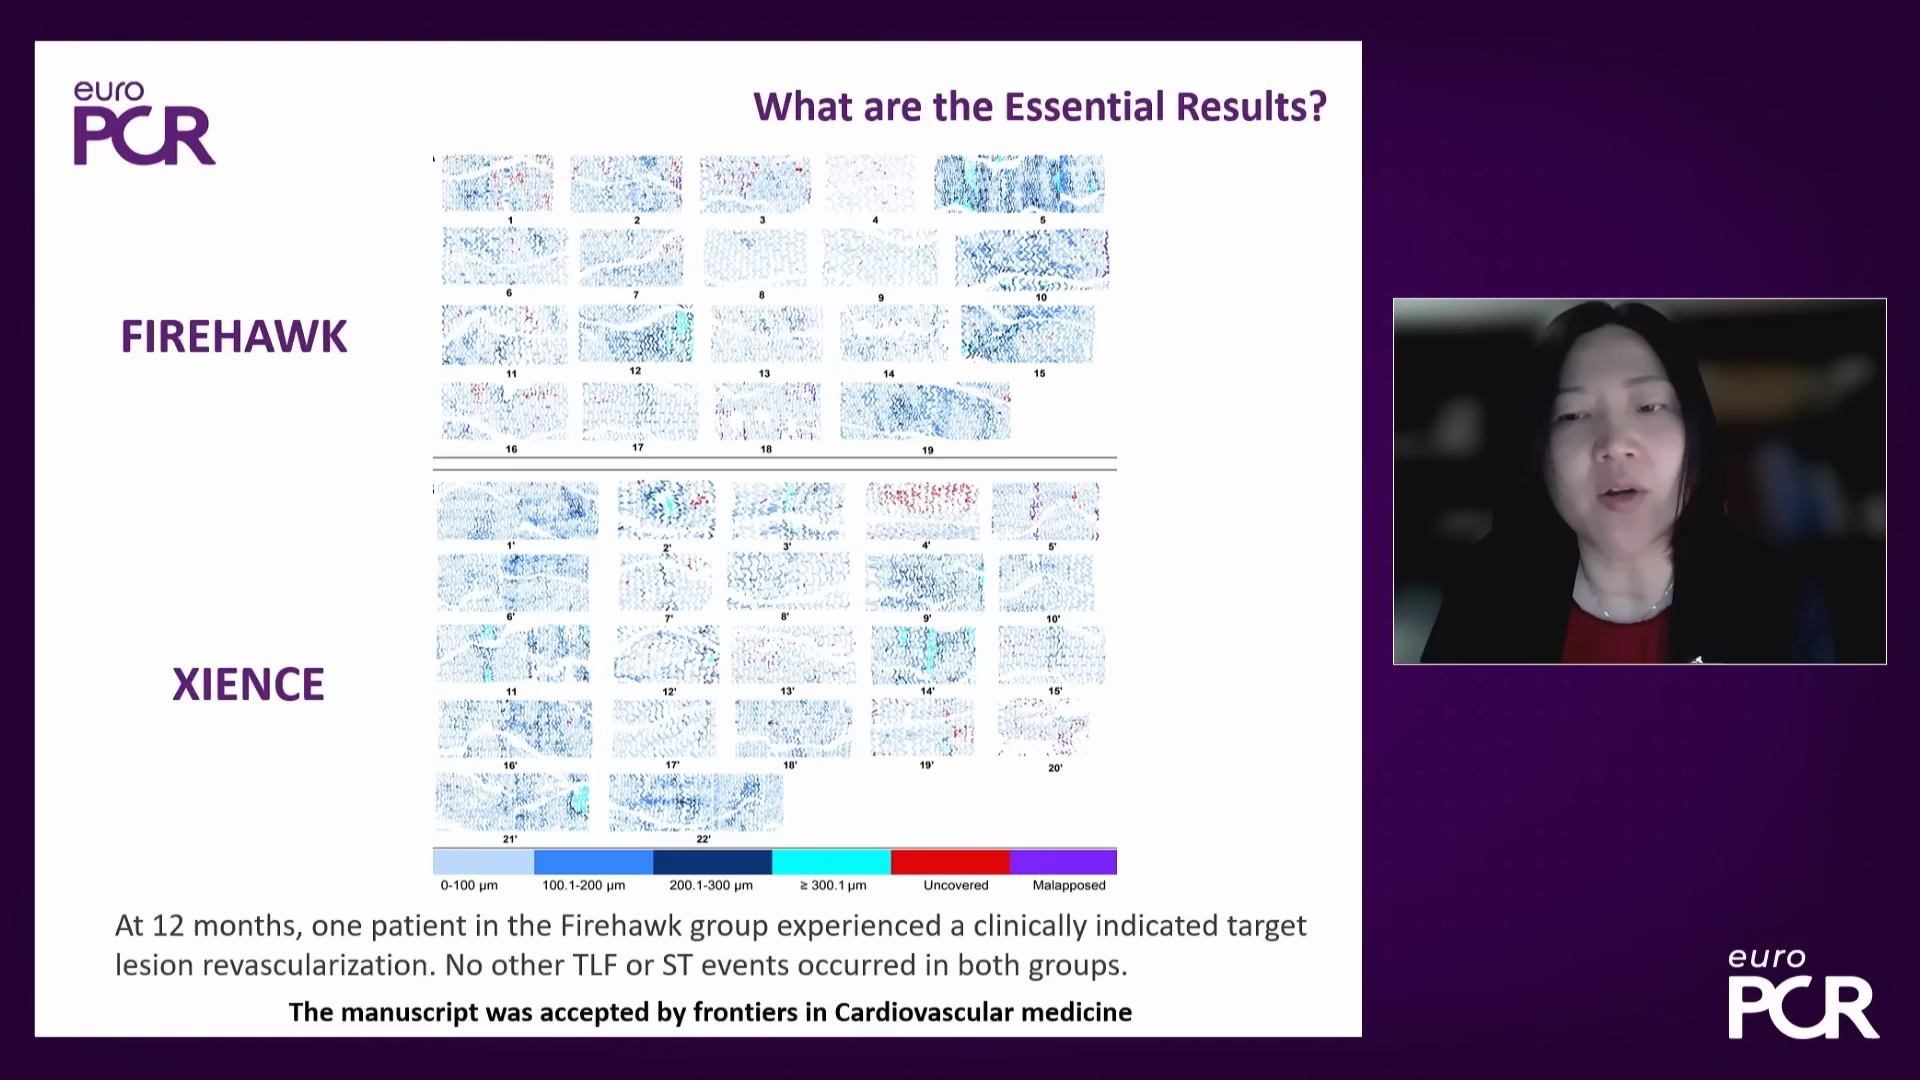 euro
PCR
What are the Essential Results?
1 2 3 4 5
6 7 8 9 10
FIREHAWK
11 12 13 14 15
16 17 18 19
1' 2' 3' 4' 5'
6' 7' 8' 9' 10'
XIENCE
11 12' 13' 14' 15'
16' 17' 18' 19' 20'
21' 22'
0-100 µm 100.1-200 µm 200.1-300 µm ≥ 300.1 µm Uncovered Malapposed
At 12 months, one patient in the Firehawk group experienced a clinically indicated target
lesion revascularization. No other TLF or ST events occurred in both groups.
The manuscript was accepted by frontiers in Cardiovascular medicine
euro
PCR